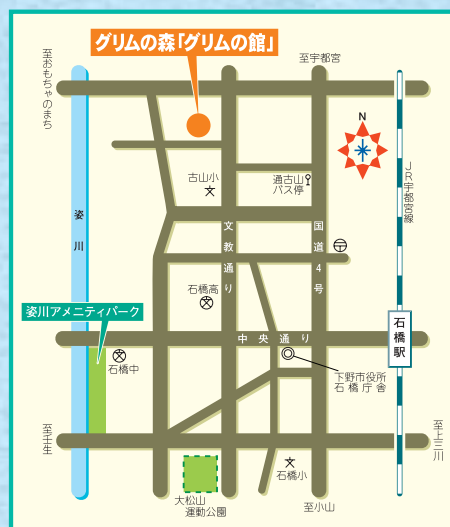 グリムの森「グリムの館」
至おもちゃのまち
至宇都宮
N
JR宇都宮線
古山小
文
通古山
バス停
姿川
文教通り
国道4号
石橋高
文
姿川アメニティパーク
中央通り
石橋駅
文
石橋中
下野市役所
石橋庁舎
至壬生
至上三川
文
石橋小
大松山
運動公園
至小山